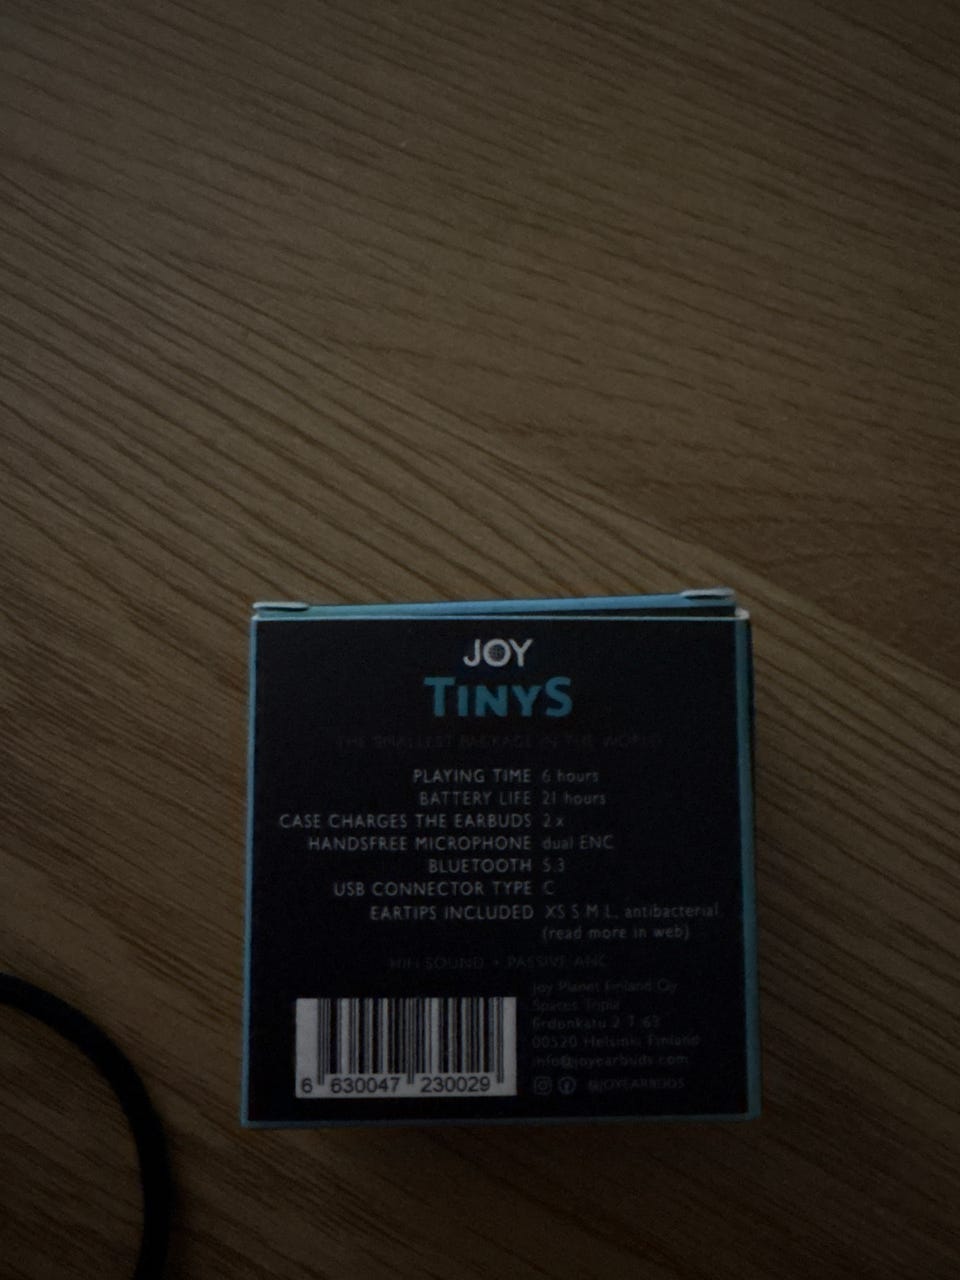 JOY
TINYS
THE SMALLEST PACKAGE IN THE WORLD
PLAYING TIME 6 hours
BATTERY LIFE 21 hours
CASE CHARGES THE EARBUDS 2x
HANDSFREE MICROPHONE dual ENC
BLUETOOTH 5.3
USB CONNECTOR TYPE C
EARTIPS INCLUDED XS S M L, antibacterial
(read more in web)
HIFI SOUND + PASSIVE ANC
Joy Planet Finland Oy
Spaces Tripla
00520 Helsinki Finland
info@joyearbuds.com
@JOYEARBUDS
6 630047 230029